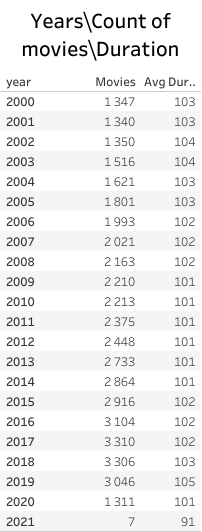 Years\Count of
movies\Duration
year Movies Avg Dur..
2000 1 347 103
2001 1 340 103
2002 1 350 104
2003 1 516 104
2004 1 621 103
2005 1 801 103
2006 1 993 102
2007 2 021 102
2008 2 163 102
2009 2 210 101
2010 2 213 101
2011 2 375 101
2012 2 448 101
2013 2 733 101
2014 2 864 101
2015 2 916 102
2016 3 104 102
2017 3 310 102
2018 3 306 103
2019 3 046 105
2020 1 311 101
2021 7 91